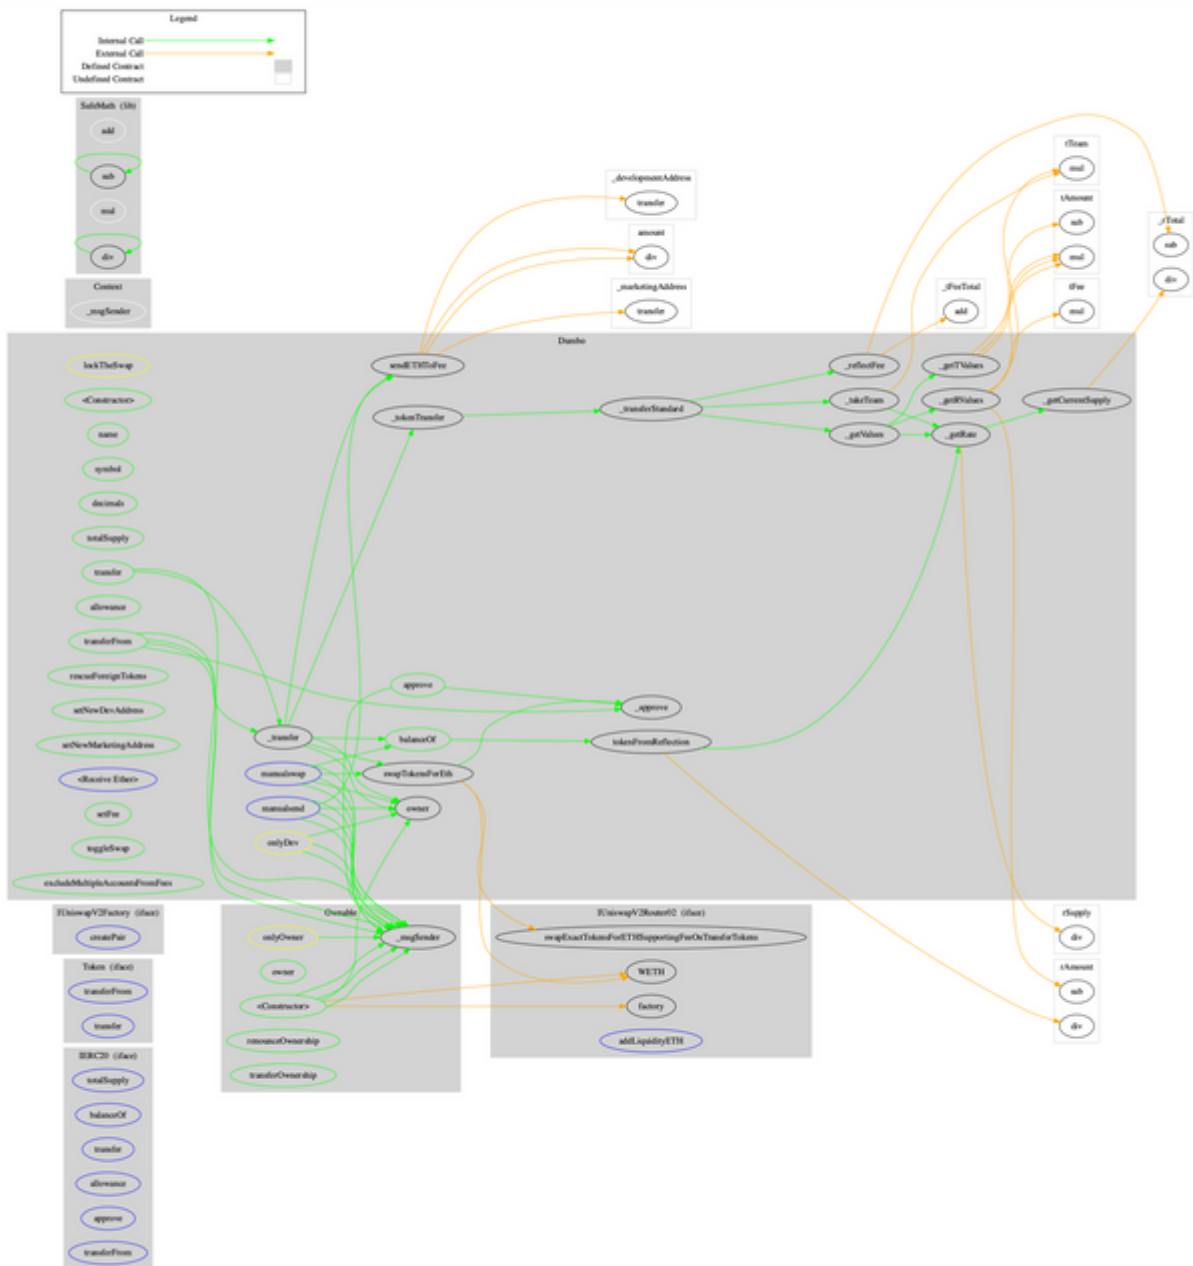 Legend
Internal Call
External Call
Defined Contract
Undefined Contract
SafeMath (lib)
add
sub
mul
div
Context
_msgSender
_developmentAddress
transfer
amount
div
_marketingAddress
transfer
_tFeeTotal
add
tTeam
mul
tAmount
sub
mul
tFee
mul
_rTotal
sub
div
Dumbo
lockTheSwap
<Constructor>
name
symbol
decimals
totalSupply
transfer
allowance
transferFrom
rescueForeignTokens
setNewDevAddress
setNewMarketingAddress
<Receive Ether>
setFee
toggleSwap
excludeMultipleAccountsFromFees
_transfer
manualswap
manualsend
onlyDev
sendETHToFee
_tokenTransfer
approve
balanceOf
swapTokensForEth
owner
_transferStandard
_approve
tokenFromReflection
_reflectFee
_takeTeam
_getValues
_getTValues
_getRValues
_getRate
_getCurrentSupply
IUniswapV2Factory (iface)
createPair
Token (iface)
transferFrom
transfer
IERC20 (iface)
totalSupply
balanceOf
transfer
allowance
approve
transferFrom
Ownable
onlyOwner
owner
<Constructor>
renounceOwnership
transferOwnership
_msgSender
IUniswapV2Router02 (iface)
swapExactTokensForETHSupportingFeeOnTransferTokens
WETH
factory
addLiquidityETH
rSupply
div
rAmount
sub
div